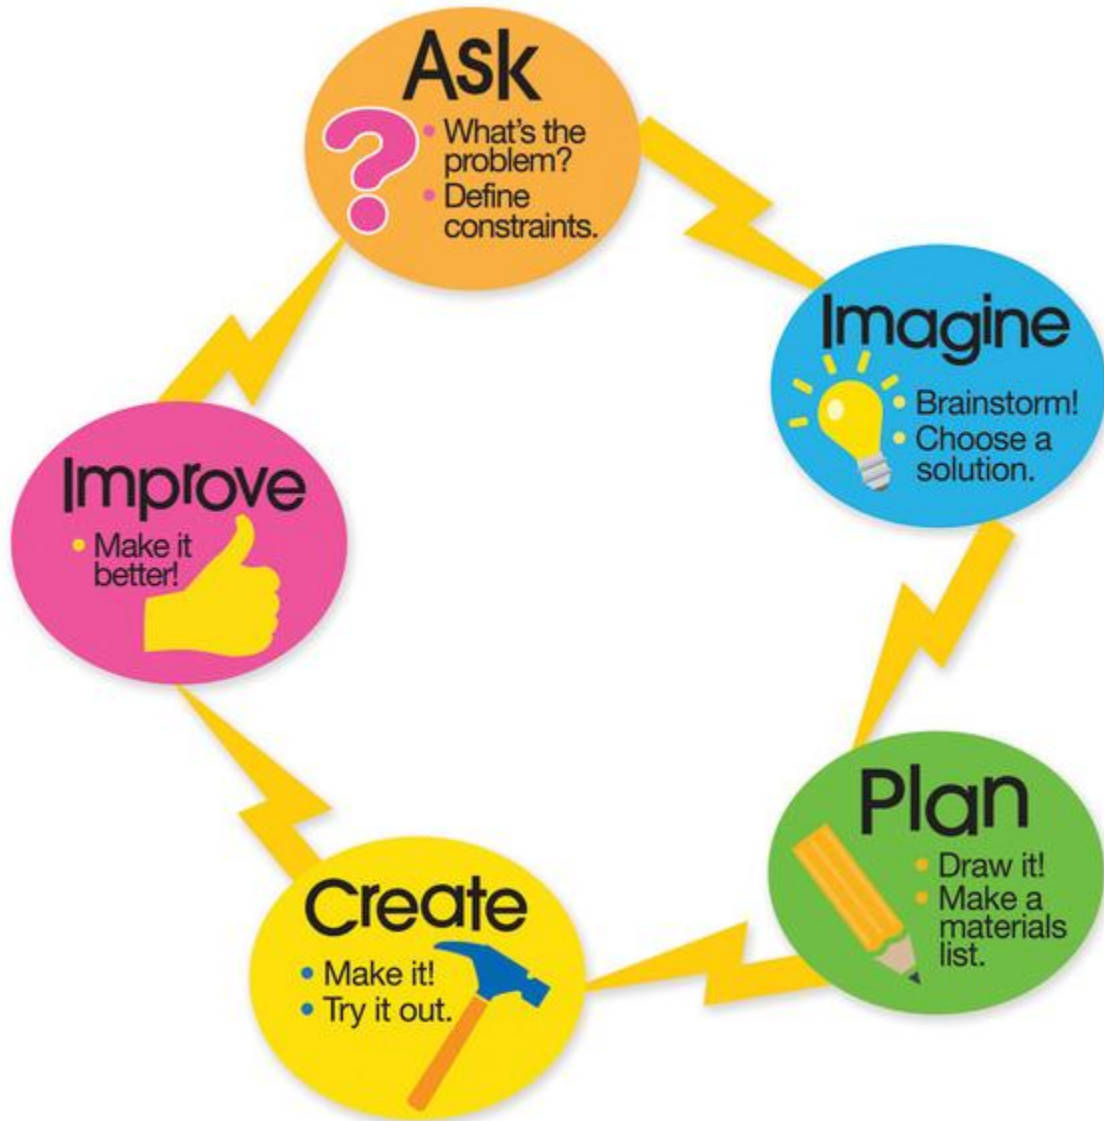 Ask
• What's the
problem?
• Define
constraints.
Imagine
• Brainstorm!
• Choose a
solution.
Plan
• Draw it!
• Make a
materials
list.
Create
• Make it!
• Try it out.
Improve
• Make it
better!